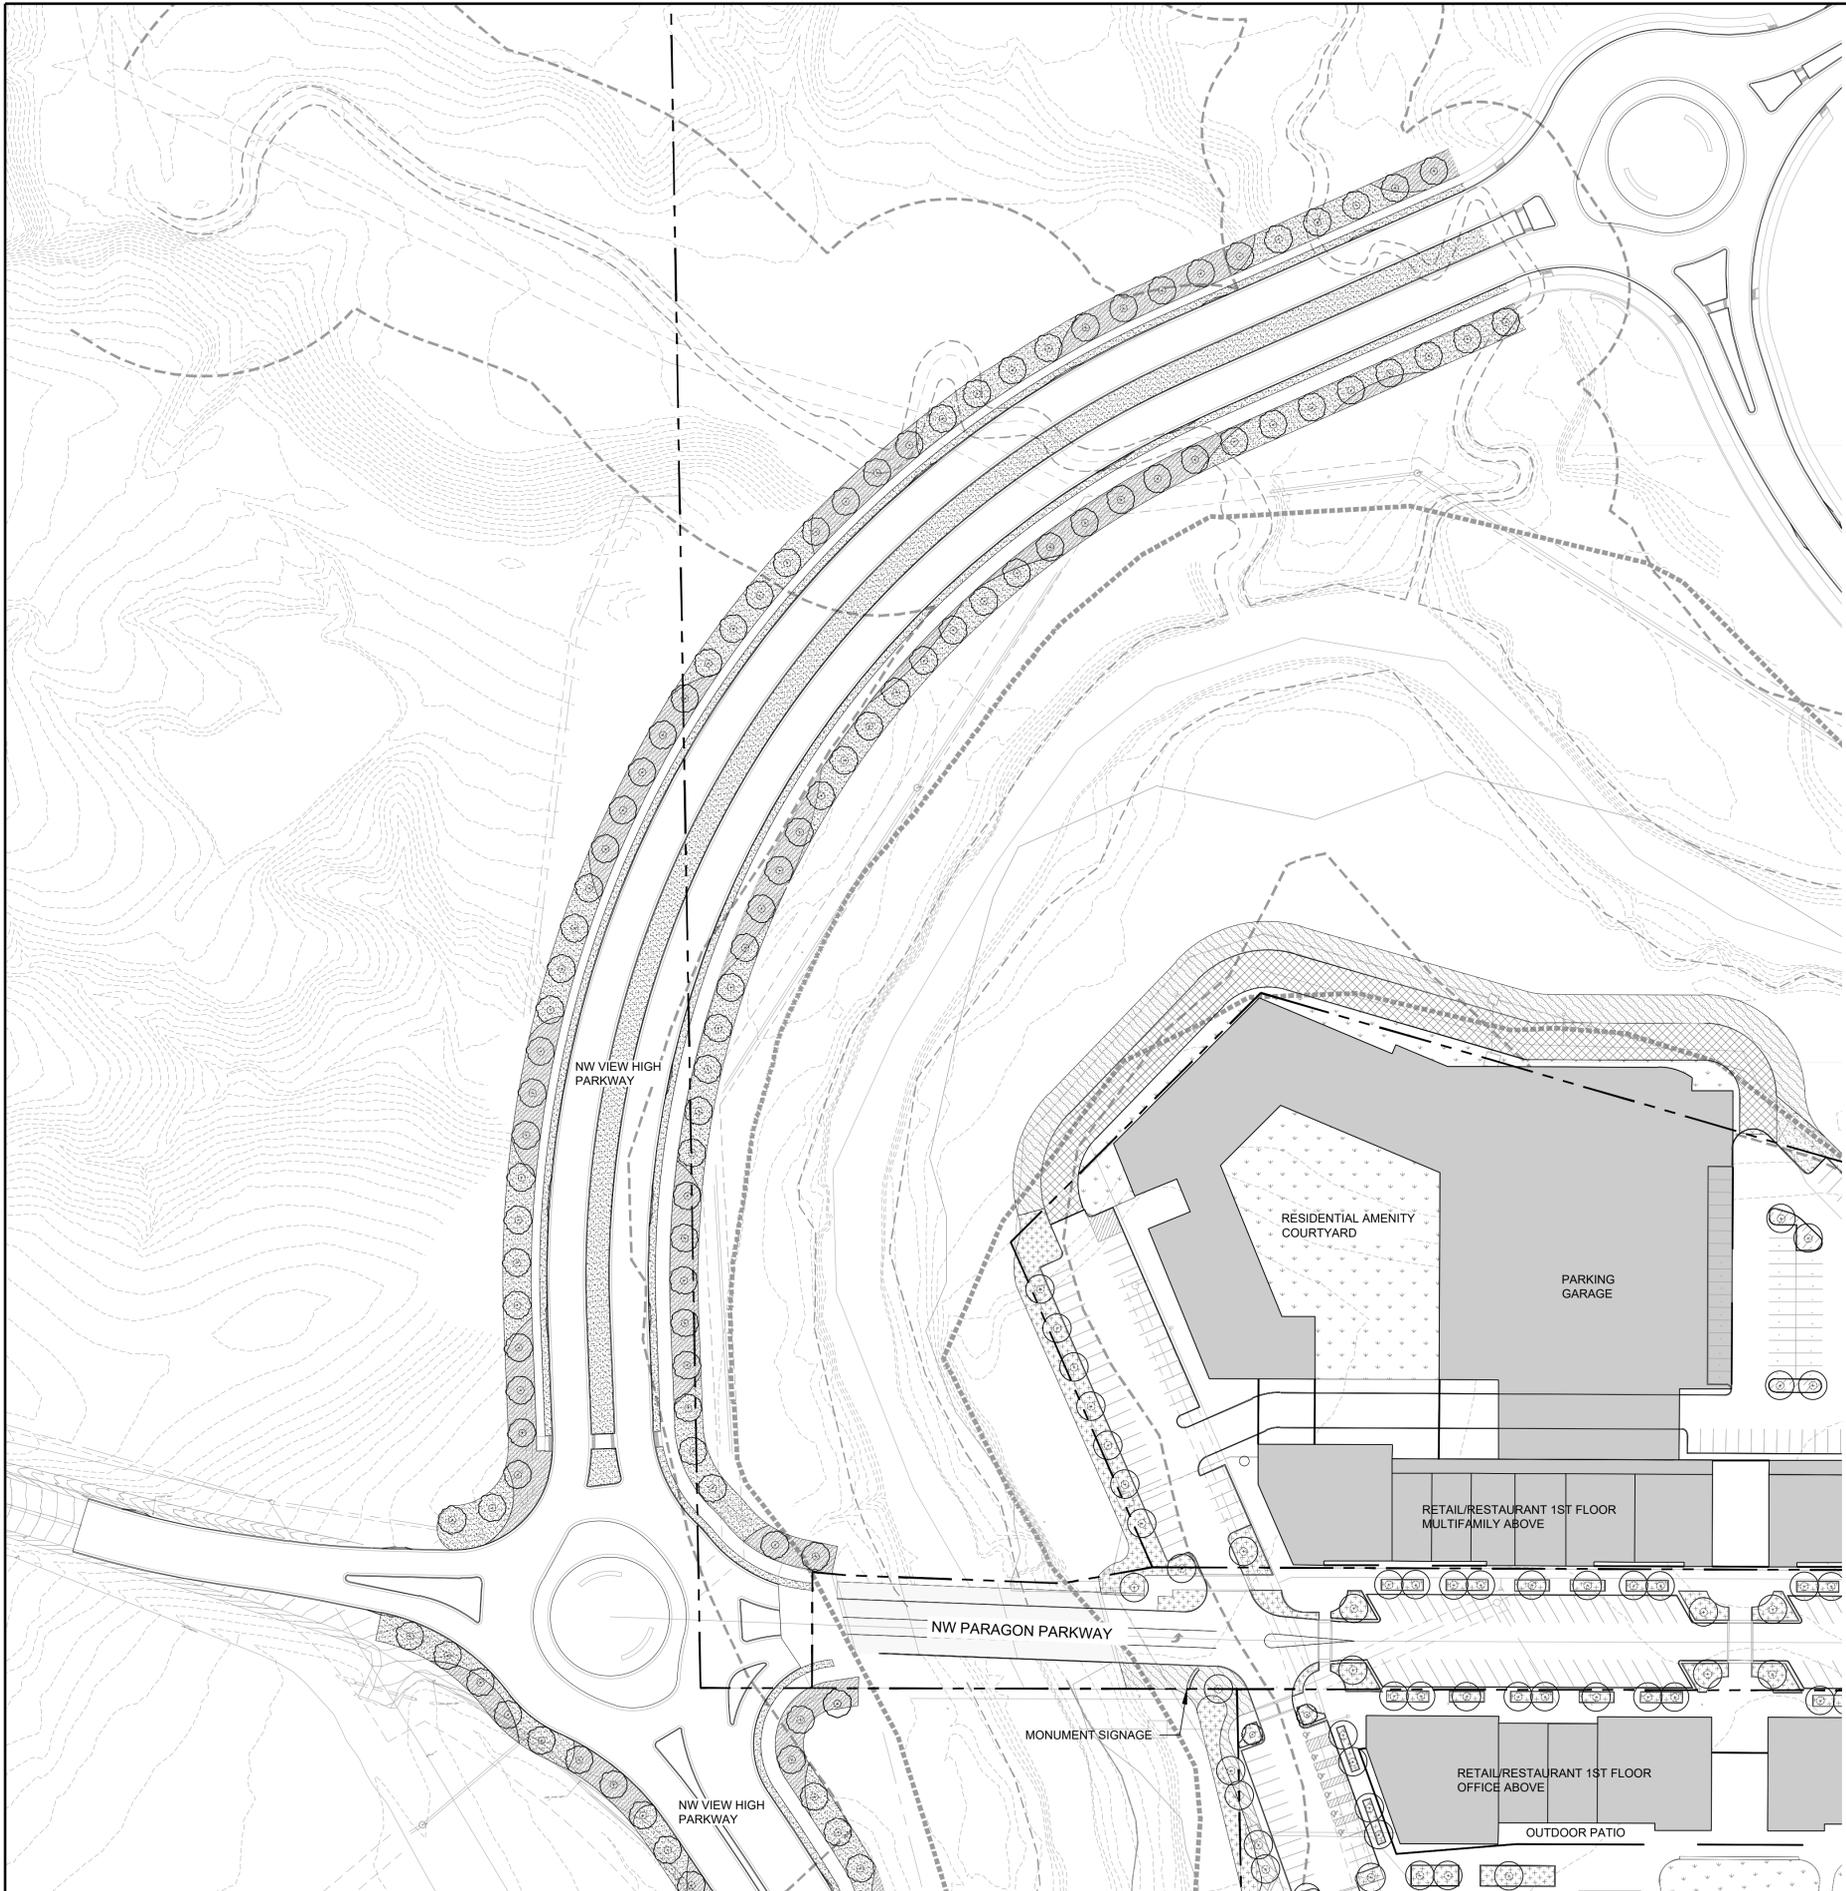 NW VIEW HIGH
PARKWAY
RESIDENTIAL AMENITY
COURTYARD
PARKING
GARAGE
RETAIL/RESTAURANT 1ST FLOOR
MULTIFAMILY ABOVE
NW PARAGON PARKWAY
MONUMENT SIGNAGE
RETAIL/RESTAURANT 1ST FLOOR
OFFICE ABOVE
NW VIEW HIGH
PARKWAY
OUTDOOR PATIO